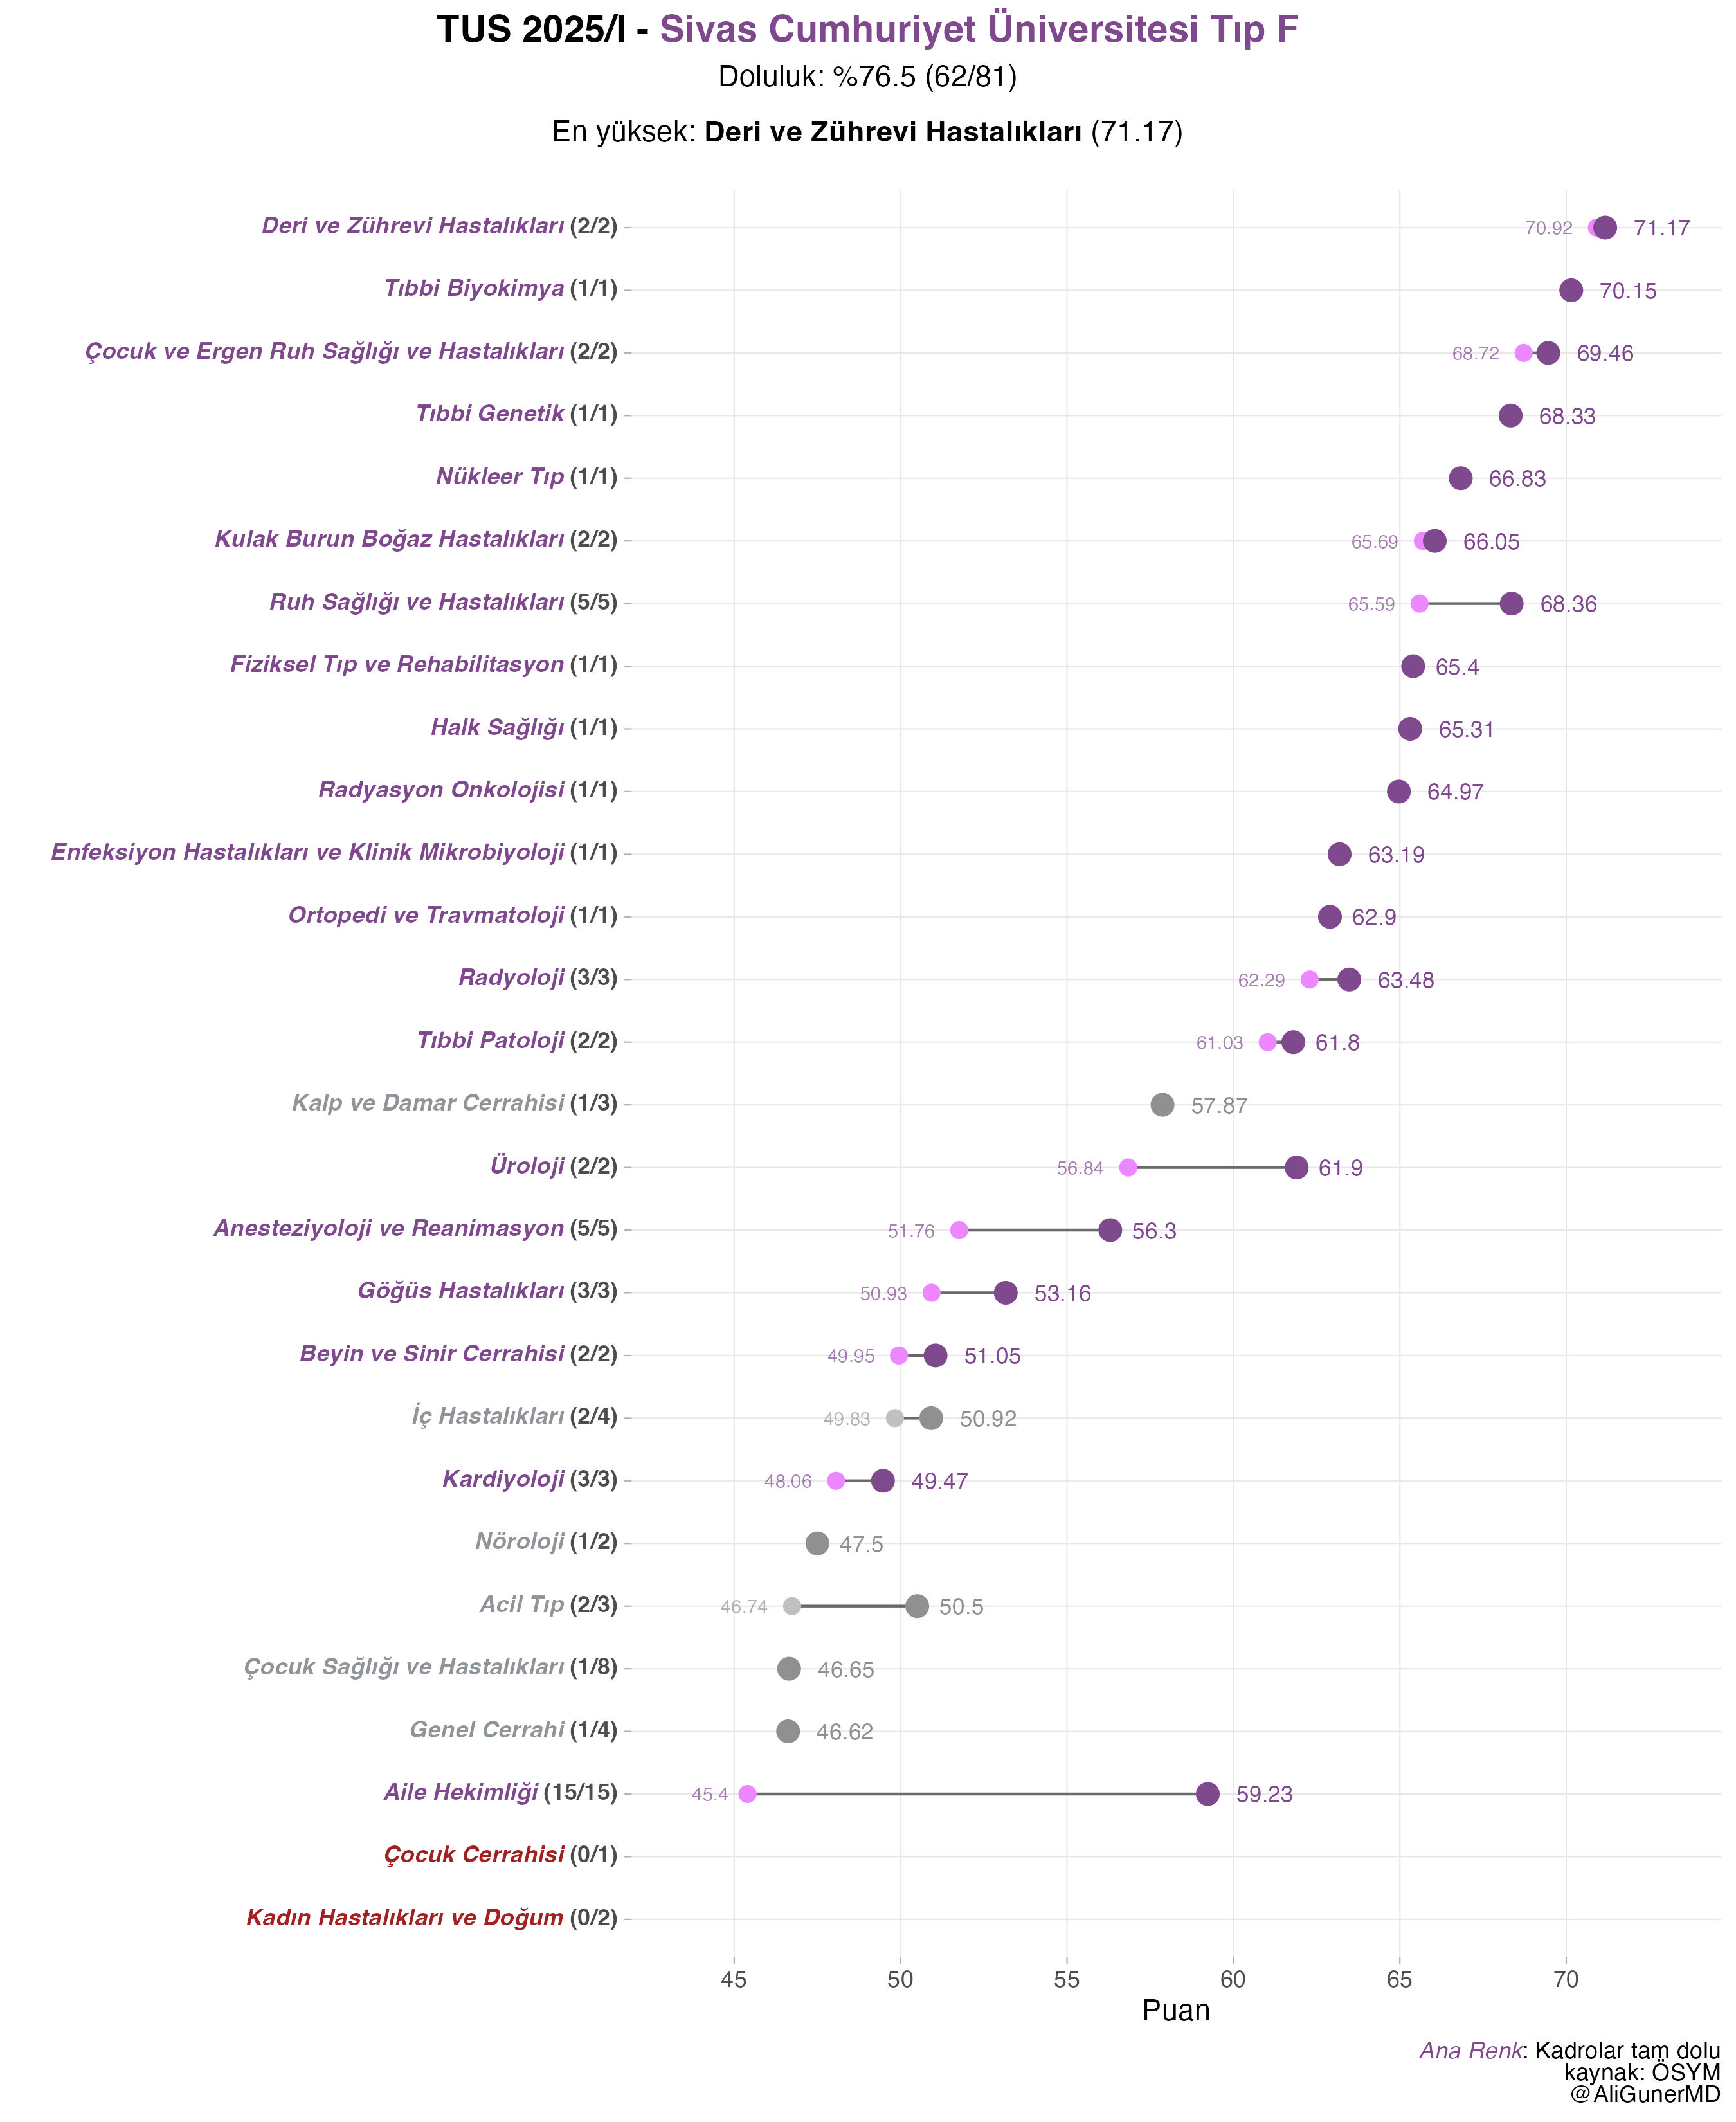 TUS 2025/I - Sivas Cumhuriyet Üniversitesi Tıp F
Doluluk: %76.5 (62/81)
En yüksek: Deri ve Zührevi Hastalıkları (71.17)
Deri ve Zührevi Hastalıkları (2/2) 70.92 71.17
Tıbbi Biyokimya (1/1) 70.15
Çocuk ve Ergen Ruh Sağlığı ve Hastalıkları (2/2) 68.72 69.46
Tıbbi Genetik (1/1) 68.33
Nükleer Tıp (1/1) 66.83
Kulak Burun Boğaz Hastalıkları (2/2) 65.69 66.05
Ruh Sağlığı ve Hastalıkları (5/5) 65.59 68.36
Fiziksel Tıp ve Rehabilitasyon (1/1) 65.4
Halk Sağlığı (1/1) 65.31
Radyasyon Onkolojisi (1/1) 64.97
Enfeksiyon Hastalıkları ve Klinik Mikrobiyoloji (1/1) 63.19
Ortopedi ve Travmatoloji (1/1) 62.9
Radyoloji (3/3) 62.29 63.48
Tıbbi Patoloji (2/2) 61.03 61.8
Kalp ve Damar Cerrahisi (1/3) 57.87
Üroloji (2/2) 56.84 61.9
Anesteziyoloji ve Reanimasyon (5/5) 51.76 56.3
Göğüs Hastalıkları (3/3) 50.93 53.16
Beyin ve Sinir Cerrahisi (2/2) 49.95 51.05
İç Hastalıkları (2/4) 49.83 50.92
Kardiyoloji (3/3) 48.06 49.47
Nöroloji (1/2) 47.5
Acil Tıp (2/3) 46.74 50.5
Çocuk Sağlığı ve Hastalıkları (1/8) 46.65
Genel Cerrahi (1/4) 46.62
Aile Hekimliği (15/15) 45.4 59.23
Çocuk Cerrahisi (0/1)
Kadın Hastalıkları ve Doğum (0/2)
45 50 55 60 65 70
Puan
Ana Renk: Kadrolar tam dolu
kaynak: ÖSYM
@AliGunerMD